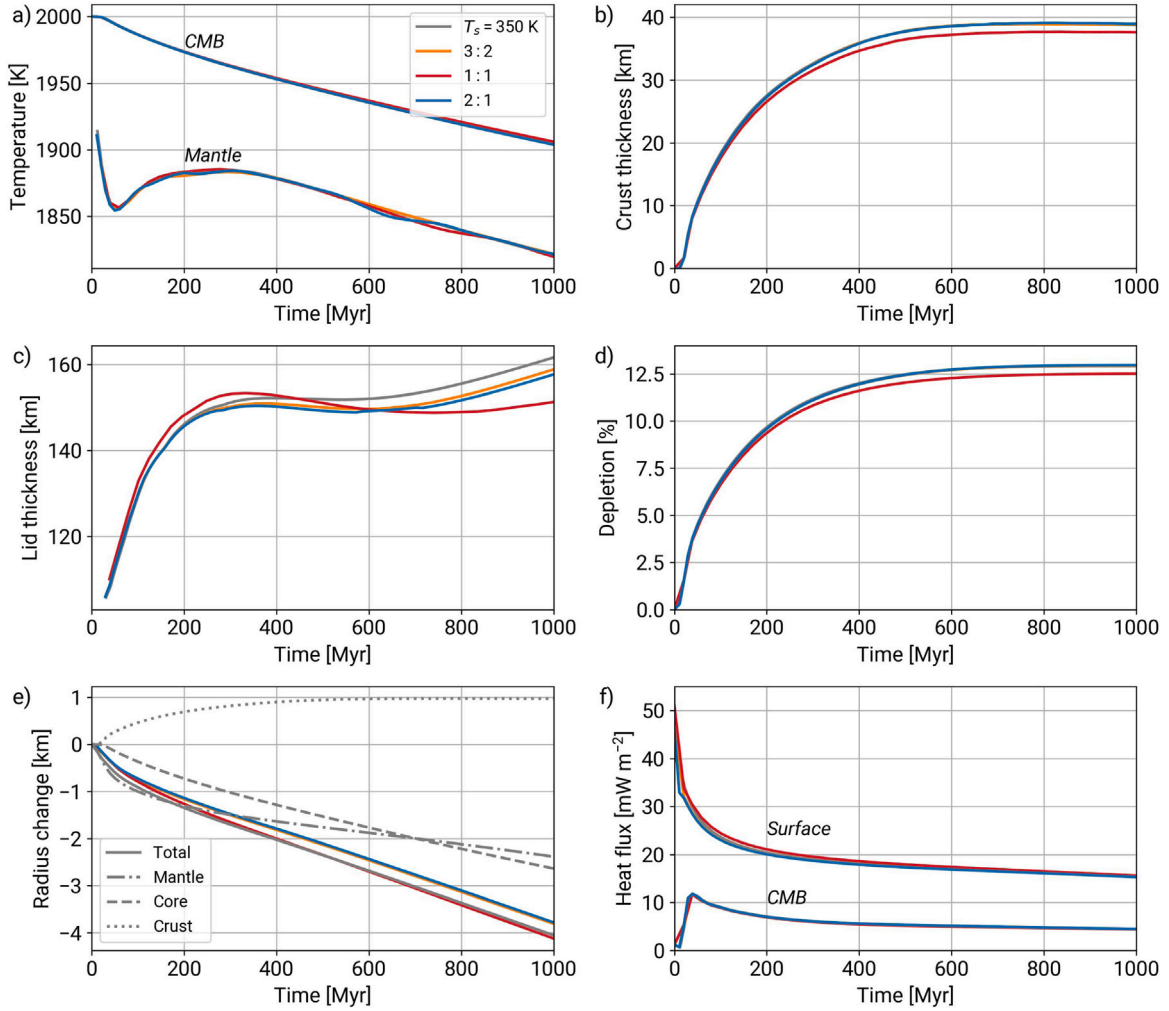 a)
2000
1950
1900
1850
Temperature [K]
CMB
Mantle
Tₛ = 350 K
3 : 2
1 : 1
2 : 1
0 200 400 600 800 1000
Time [Myr]
b)
40
30
20
10
0
Crust thickness [km]
0 200 400 600 800 1000
Time [Myr]
c)
160
140
120
Lid thickness [km]
0 200 400 600 800 1000
Time [Myr]
d)
12.5
10.0
7.5
5.0
2.5
0.0
Depletion [%]
0 200 400 600 800 1000
Time [Myr]
e)
1
0
−1
−2
−3
−4
Radius change [km]
Total
Mantle
Core
Crust
0 200 400 600 800 1000
Time [Myr]
f)
50
40
30
20
10
0
Heat flux [mW m⁻²]
Surface
CMB
0 200 400 600 800 1000
Time [Myr]